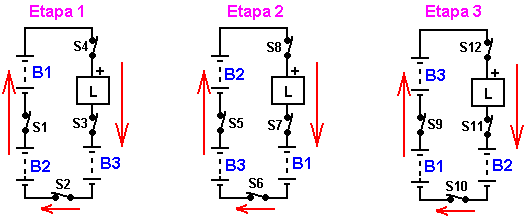 Etapa 1
S4
B1
+
L
S1
S3
B2
B3
S2
Etapa 2
S8
B2
+
L
S5
S7
B3
B1
S6
Etapa 3
S12
B3
+
L
S9
S11
B1
B2
S10